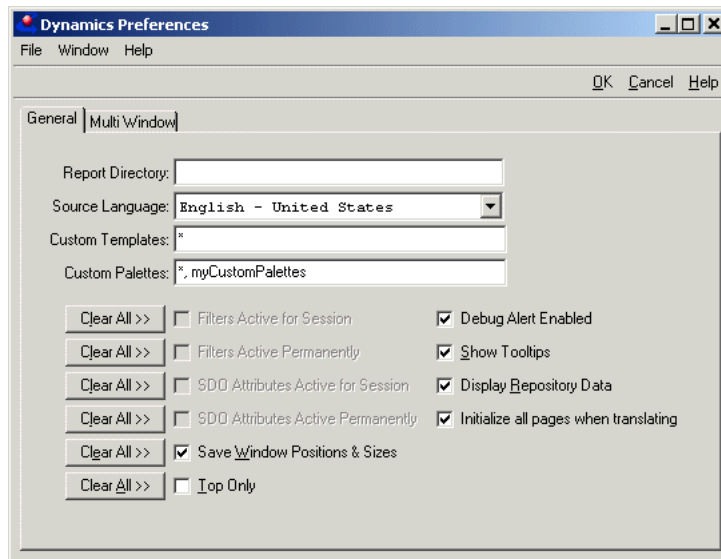 Dynamics Preferences
File Window Help
OK Cancel Help
General Multi Window
Report Directory:
Source Language: English - United States
Custom Templates: *
Custom Palettes: *, myCustomPalettes
Clear All >> Filters Active for Session Debug Alert Enabled
Clear All >> Filters Active Permanently Show Tooltips
Clear All >> SDO Attributes Active for Session Display Repository Data
Clear All >> SDO Attributes Active Permanently Initialize all pages when translating
Clear All >> Save Window Positions & Sizes
Clear All >> Top Only